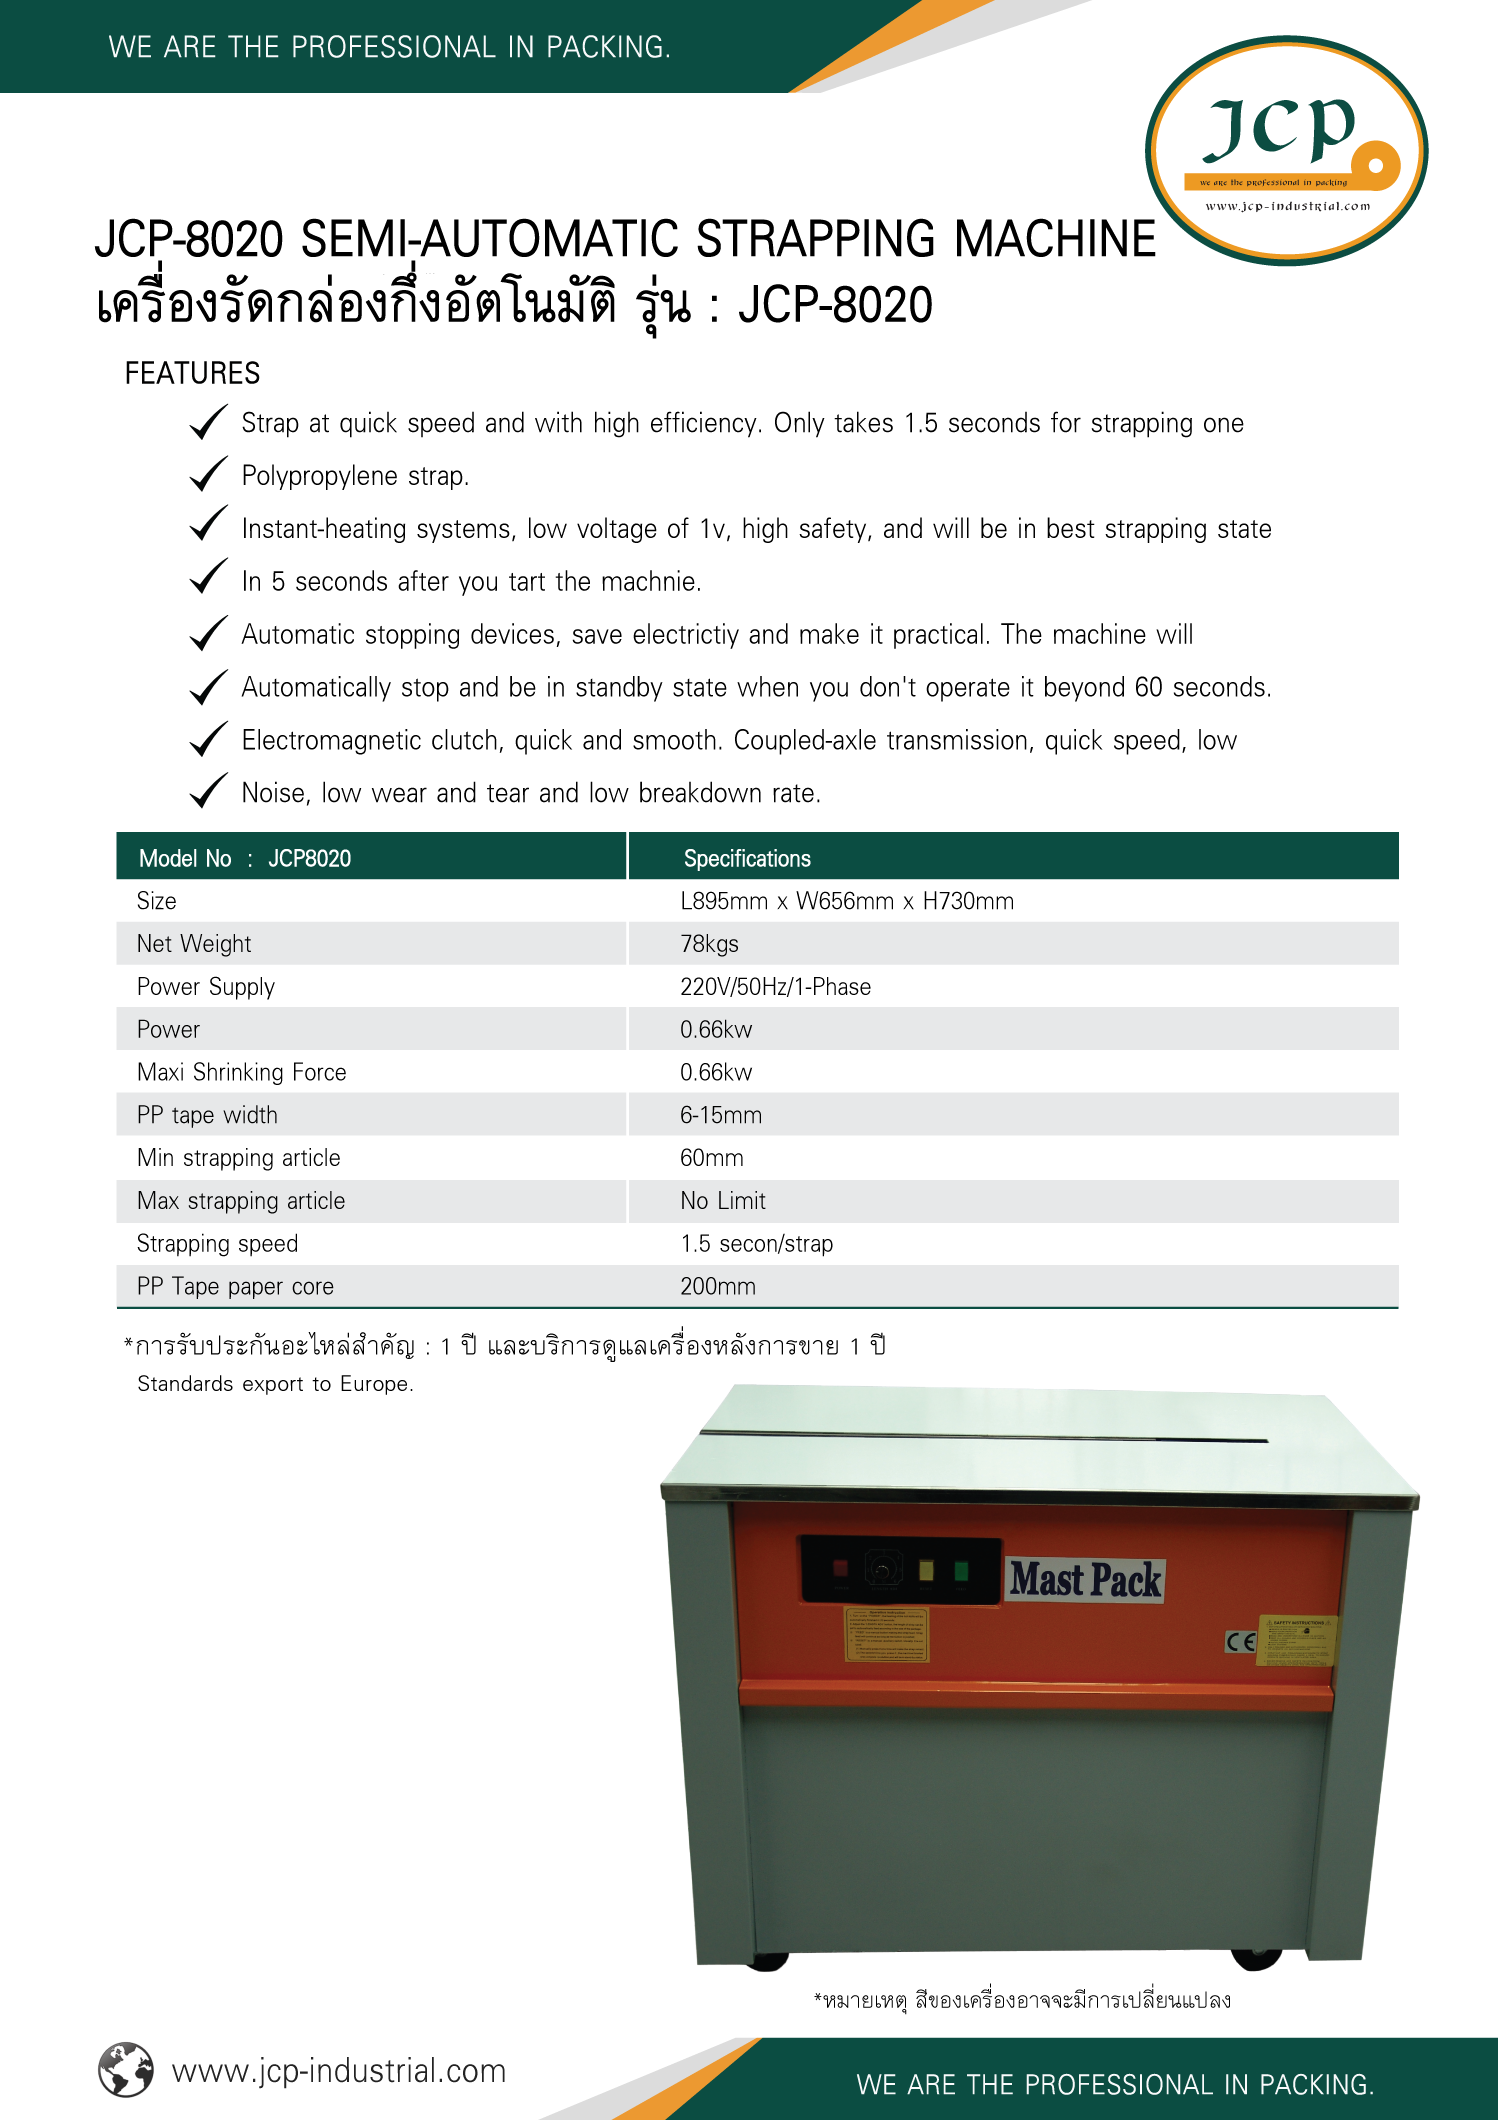 WE ARE THE PROFESSIONAL IN PACKING.
JCP
we are the professional in packing
www.jcp-industrial.com
JCP-8020 SEMI-AUTOMATIC STRAPPING MACHINE
เครื่องรัดกล่องกึ่งอัตโนมัติ รุ่น : JCP-8020
FEATURES
Strap at quick speed and with high efficiency. Only takes 1.5 seconds for strapping one
Polypropylene strap.
Instant-heating systems, low voltage of 1v, high safety, and will be in best strapping state
In 5 seconds after you tart the machnie.
Automatic stopping devices, save electrictiy and make it practical. The machine will
Automatically stop and be in standby state when you don't operate it beyond 60 seconds.
Electromagnetic clutch, quick and smooth. Coupled-axle transmission, quick speed, low
Noise, low wear and tear and low breakdown rate.
Model No : JCP8020 Specifications
Size L895mm x W656mm x H730mm
Net Weight 78kgs
Power Supply 220V/50Hz/1-Phase
Power 0.66kw
Maxi Shrinking Force 0.66kw
PP tape width 6-15mm
Min strapping article 60mm
Max strapping article No Limit
Strapping speed 1.5 secon/strap
PP Tape paper core 200mm
*การรับประกันอะไหล่สำคัญ : 1 ปี และบริการดูแลเครื่องหลังการขาย 1 ปี
Standards export to Europe.
Mast Pack
CE
SAFETY INSTRUCTIONS
*หมายเหตุ สีของเครื่องอาจจะมีการเปลี่ยนแปลง
www.jcp-industrial.com
WE ARE THE PROFESSIONAL IN PACKING.